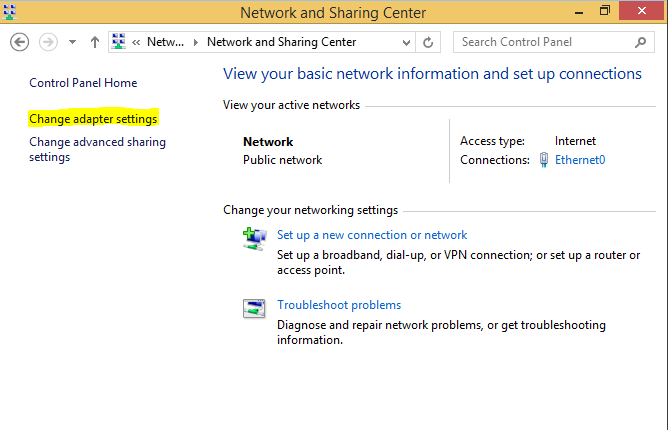 Network and Sharing Center
« Netw... Network and Sharing Center
Search Control Panel
Control Panel Home
Change adapter settings
Change advanced sharing
settings
View your basic network information and set up connections
View your active networks
Network
Public network
Access type: Internet
Connections: Ethernet0
Change your networking settings
Set up a new connection or network
Set up a broadband, dial-up, or VPN connection; or set up a router or
access point.
Troubleshoot problems
Diagnose and repair network problems, or get troubleshooting
information.